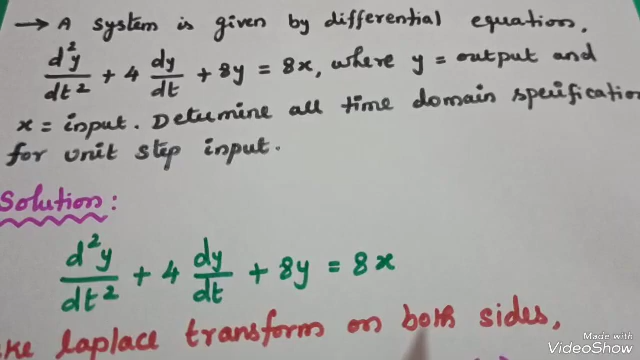 → A system is given by differential equation,
d²y/dt² + 4 dy/dt + 8y = 8x, where y = output and
x = input. Determine all time domain specification
for unit step input.
Solution:
d²y/dt² + 4 dy/dt + 8y = 8x
ke laplace transform on both sides,
Made with
VideoShow